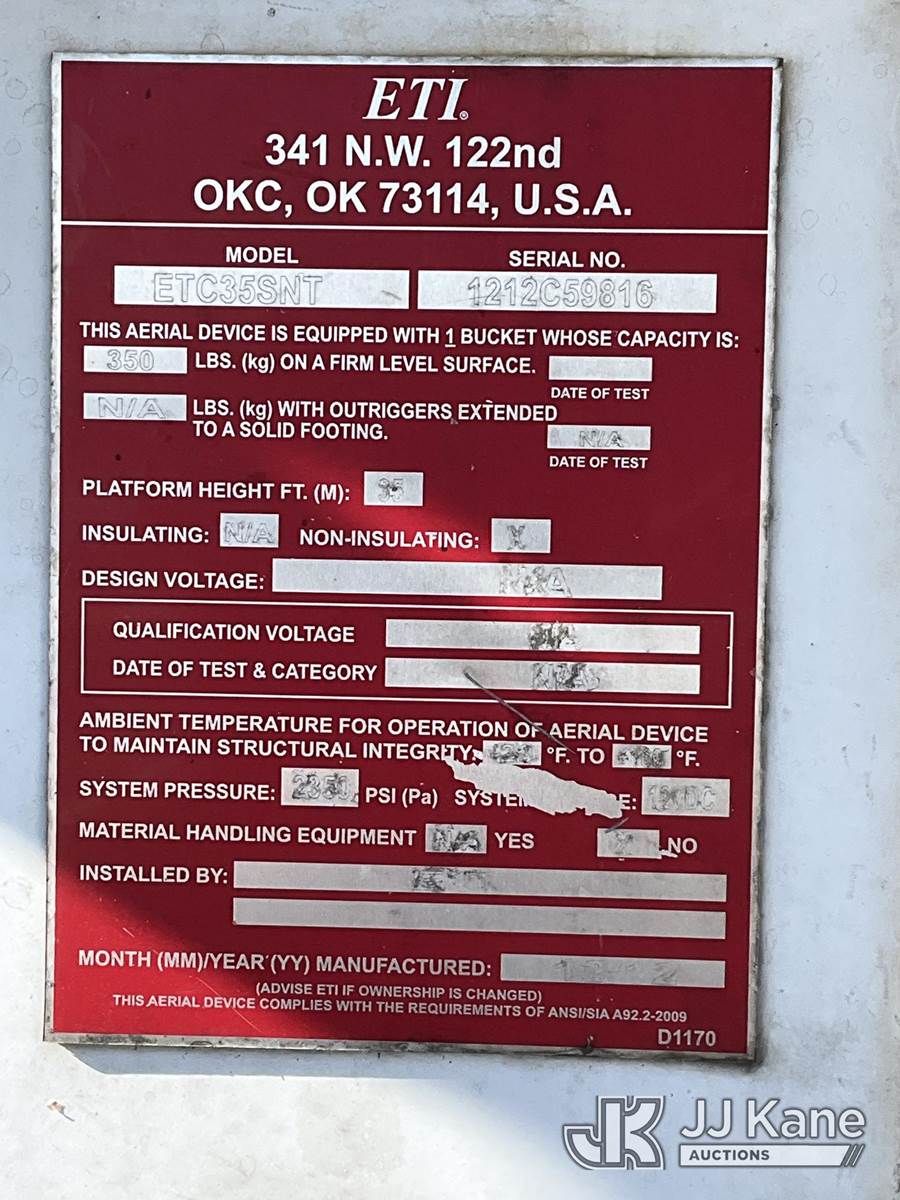 ETI®
341 N.W. 122nd
OKC, OK 73114, U.S.A.
MODEL SERIAL NO.
ETC35SNT 1212C59816
THIS AERIAL DEVICE IS EQUIPPED WITH 1 BUCKET WHOSE CAPACITY IS:
350 LBS. (kg) ON A FIRM LEVEL SURFACE.
DATE OF TEST
N/A LBS. (kg) WITH OUTRIGGERS EXTENDED
TO A SOLID FOOTING. N/A
DATE OF TEST
PLATFORM HEIGHT FT. (M): 35
INSULATING: N/A NON-INSULATING: X
DESIGN VOLTAGE: N/A
QUALIFICATION VOLTAGE
DATE OF TEST & CATEGORY
AMBIENT TEMPERATURE FOR OPERATION OF AERIAL DEVICE
TO MAINTAIN STRUCTURAL INTEGRITY: °F. TO °F.
SYSTEM PRESSURE: 2350 PSI (Pa) 12VDC
MATERIAL HANDLING EQUIPMENT N/A YES NO
INSTALLED BY:
MONTH (MM)/YEAR (YY) MANUFACTURED:
(ADVISE ETI IF OWNERSHIP IS CHANGED)
THIS AERIAL DEVICE COMPLIES WITH THE REQUIREMENTS OF ANSI/SIA A92.2-2009
D1170
JK JJ Kane
AUCTIONS